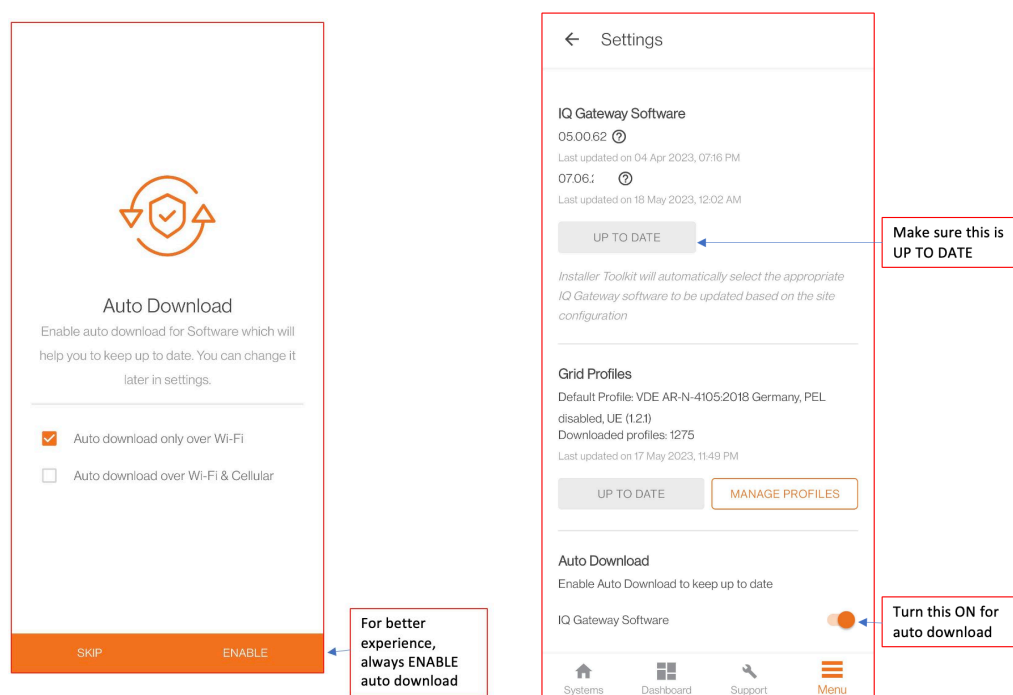 Auto Download
Enable auto download for Software which will
help you to keep up to date. You can change it
later in settings.
Auto download only over Wi-Fi
Auto download over Wi-Fi & Cellular
SKIP
ENABLE
For better
experience,
always ENABLE
auto download
Settings
IQ Gateway Software
05.00.62
Last updated on 04 Apr 2023, 07:16 PM
07.06.
Last updated on 18 May 2023, 12:02 AM
UP TO DATE
Make sure this is
UP TO DATE
Installer Toolkit will automatically select the appropriate
IQ Gateway software to be updated based on the site
configuration
Grid Profiles
Default Profile: VDE AR-N-4105:2018 Germany, PEL
disabled, UE (1.2.1)
Downloaded profiles: 1275
Last updated on 17 May 2023, 11:49 PM
UP TO DATE
MANAGE PROFILES
Auto Download
Enable Auto Download to keep up to date
IQ Gateway Software
Turn this ON for
auto download
Systems
Dashboard
Support
Menu